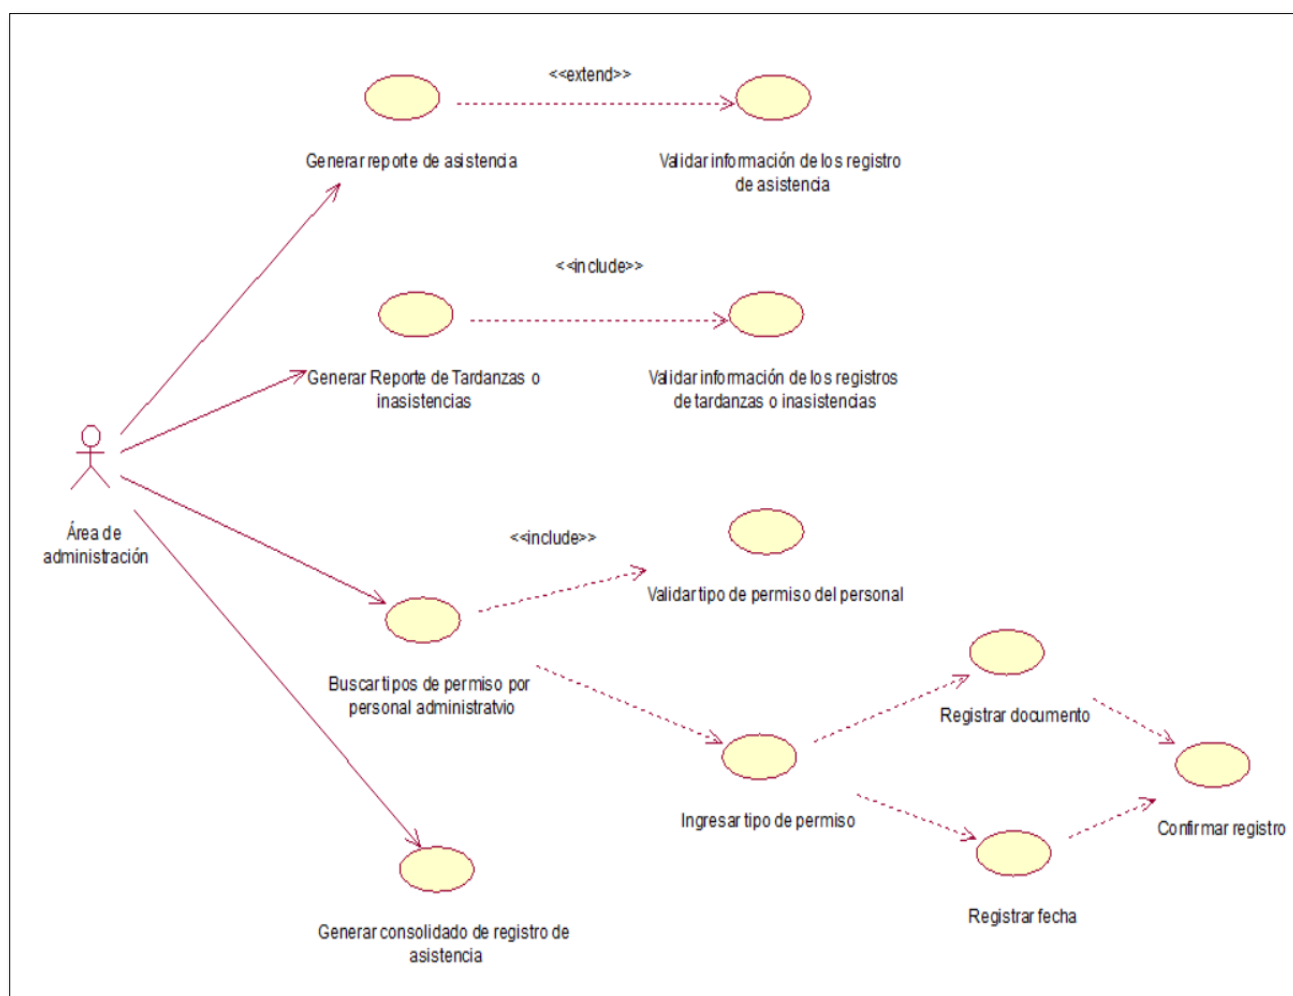 <<extend>>
Generar reporte de asistencia
Validar información de los registro
de asistencia
<<include>>
Generar Reporte de Tardanzas o
inasistencias
Validar información de los registros
de tardanzas o inasistencias
Área de
administración
<<include>>
Validar tipo de permiso del personal
Buscar tipos de permiso por
personal administratvio
Registrar documento
Ingresar tipo de permiso
Confirmar registro
Registrar fecha
Generar consolidado de registro de
asistencia